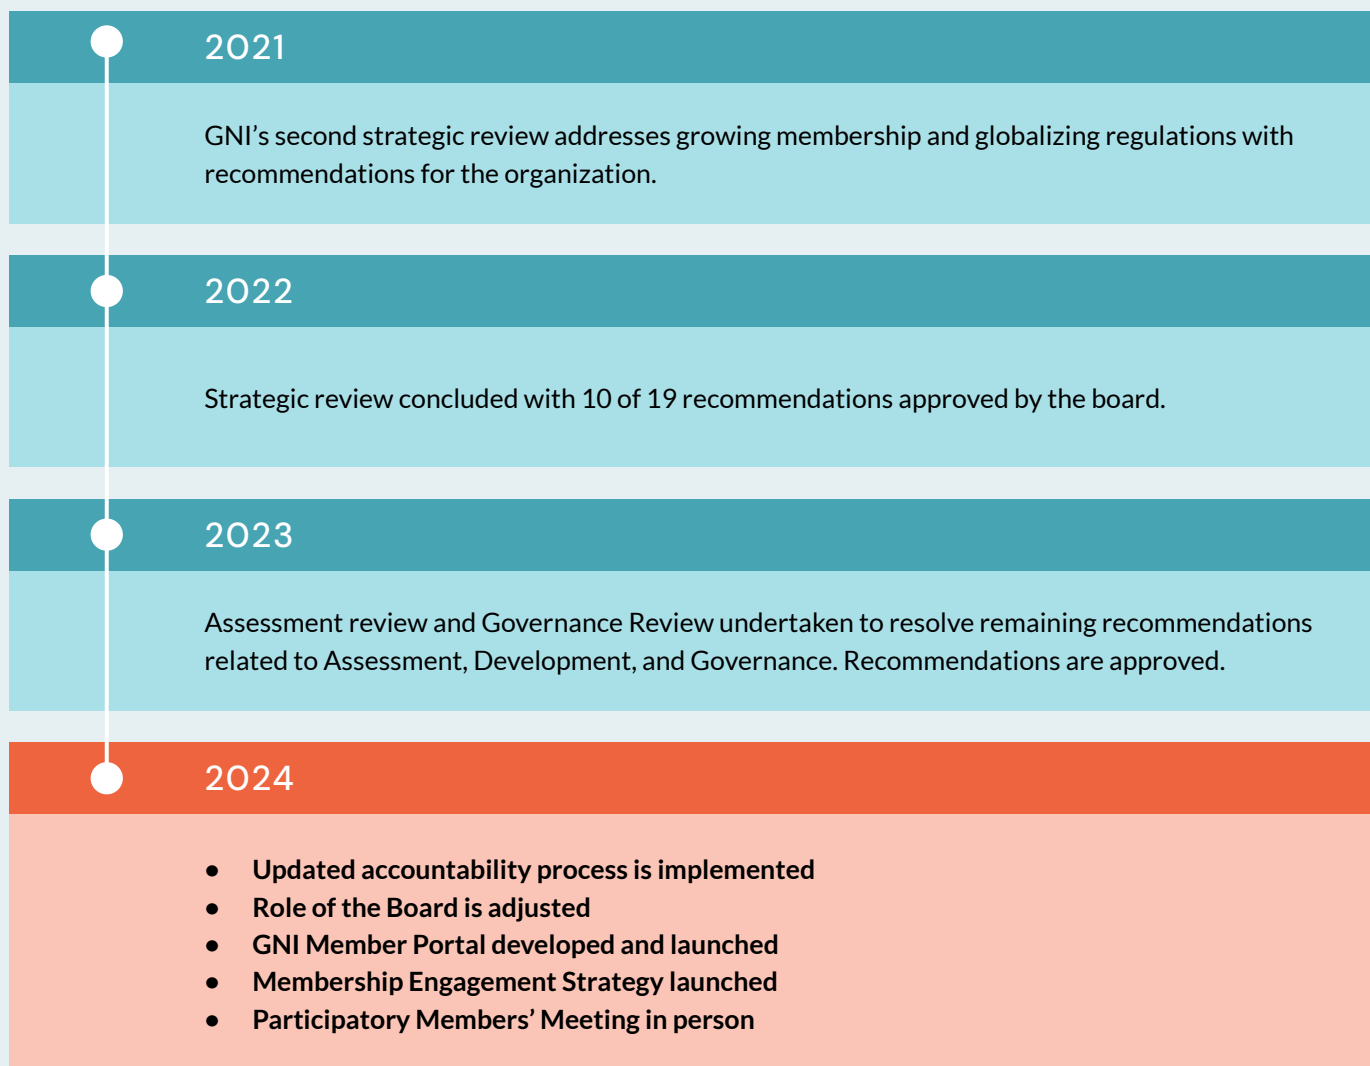 2021
GNI’s second strategic review addresses growing membership and globalizing regulations with
recommendations for the organization.
2022
Strategic review concluded with 10 of 19 recommendations approved by the board.
2023
Assessment review and Governance Review undertaken to resolve remaining recommendations
related to Assessment, Development, and Governance. Recommendations are approved.
2024
● Updated accountability process is implemented
● Role of the Board is adjusted
● GNI Member Portal developed and launched
● Membership Engagement Strategy launched
● Participatory Members’ Meeting in person